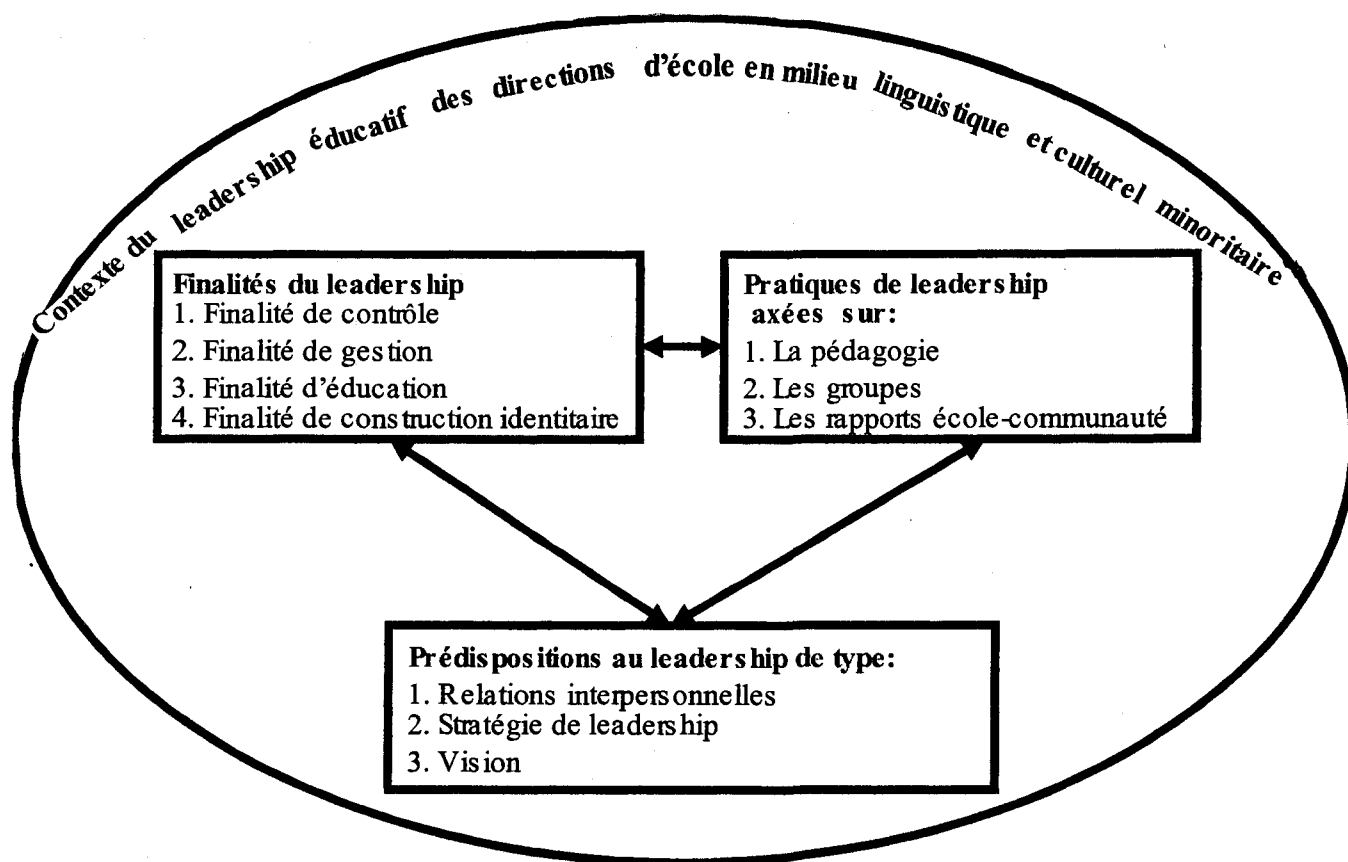 Contexte du leadership éducatif des directions d'école en milieu linguistique et culturel minoritaire
Finalités du leadership
1. Finalité de contrôle
2. Finalité de gestion
3. Finalité d'éducation
4. Finalité de construction identitaire
Pratiques de leadership
axées sur:
1. La pédagogie
2. Les groupes
3. Les rapports école-communauté
Prédispositions au leadership de type:
1. Relations interpersonnelles
2. Stratégie de leadership
3. Vision